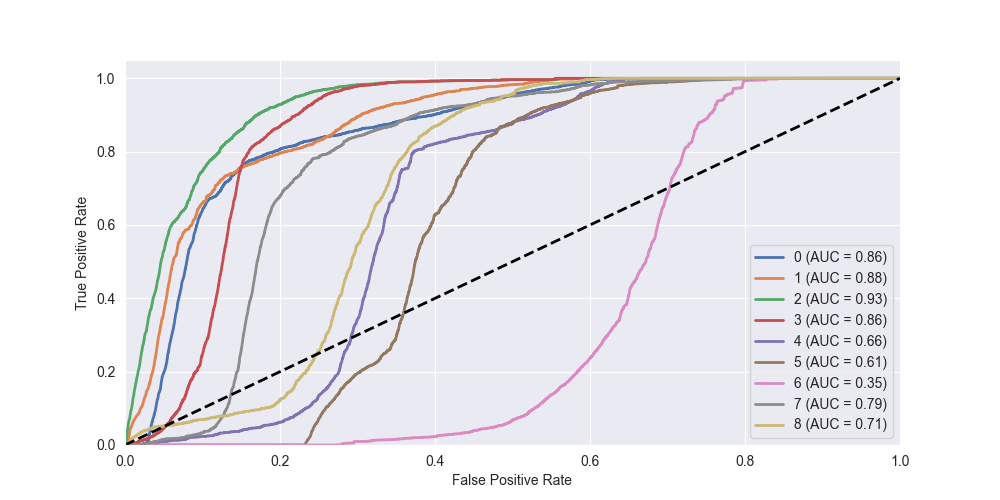 1.0
0.8
0.6
0.4
0.2
0.0
True Positive Rate
0.0 0.2 0.4 0.6 0.8 1.0
False Positive Rate
0 (AUC = 0.86)
1 (AUC = 0.88)
2 (AUC = 0.93)
3 (AUC = 0.86)
4 (AUC = 0.66)
5 (AUC = 0.61)
6 (AUC = 0.35)
7 (AUC = 0.79)
8 (AUC = 0.71)